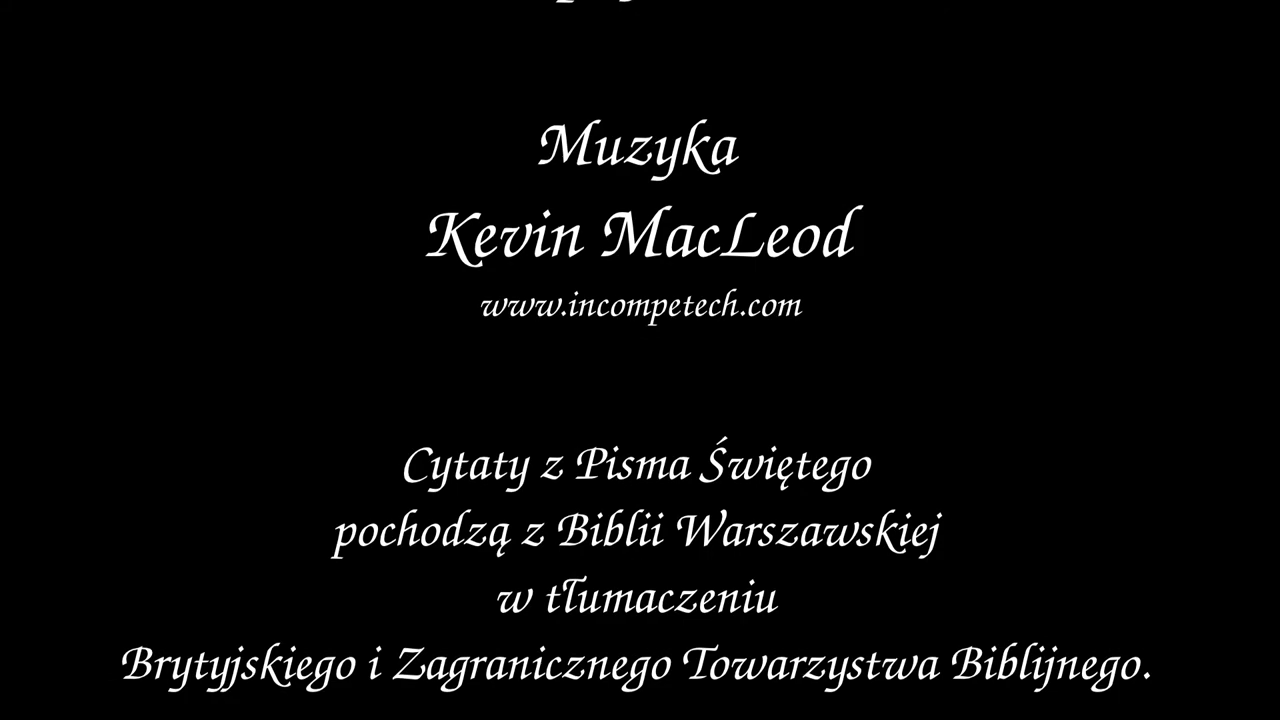 Muzyka
Kevin MacLeod
www.incompetech.com
Cytaty z Pisma Świętego
pochodzą z Biblii Warszawskiej
w tłumaczeniu
Brytyjskiego i Zagranicznego Towarzystwa Biblijnego.